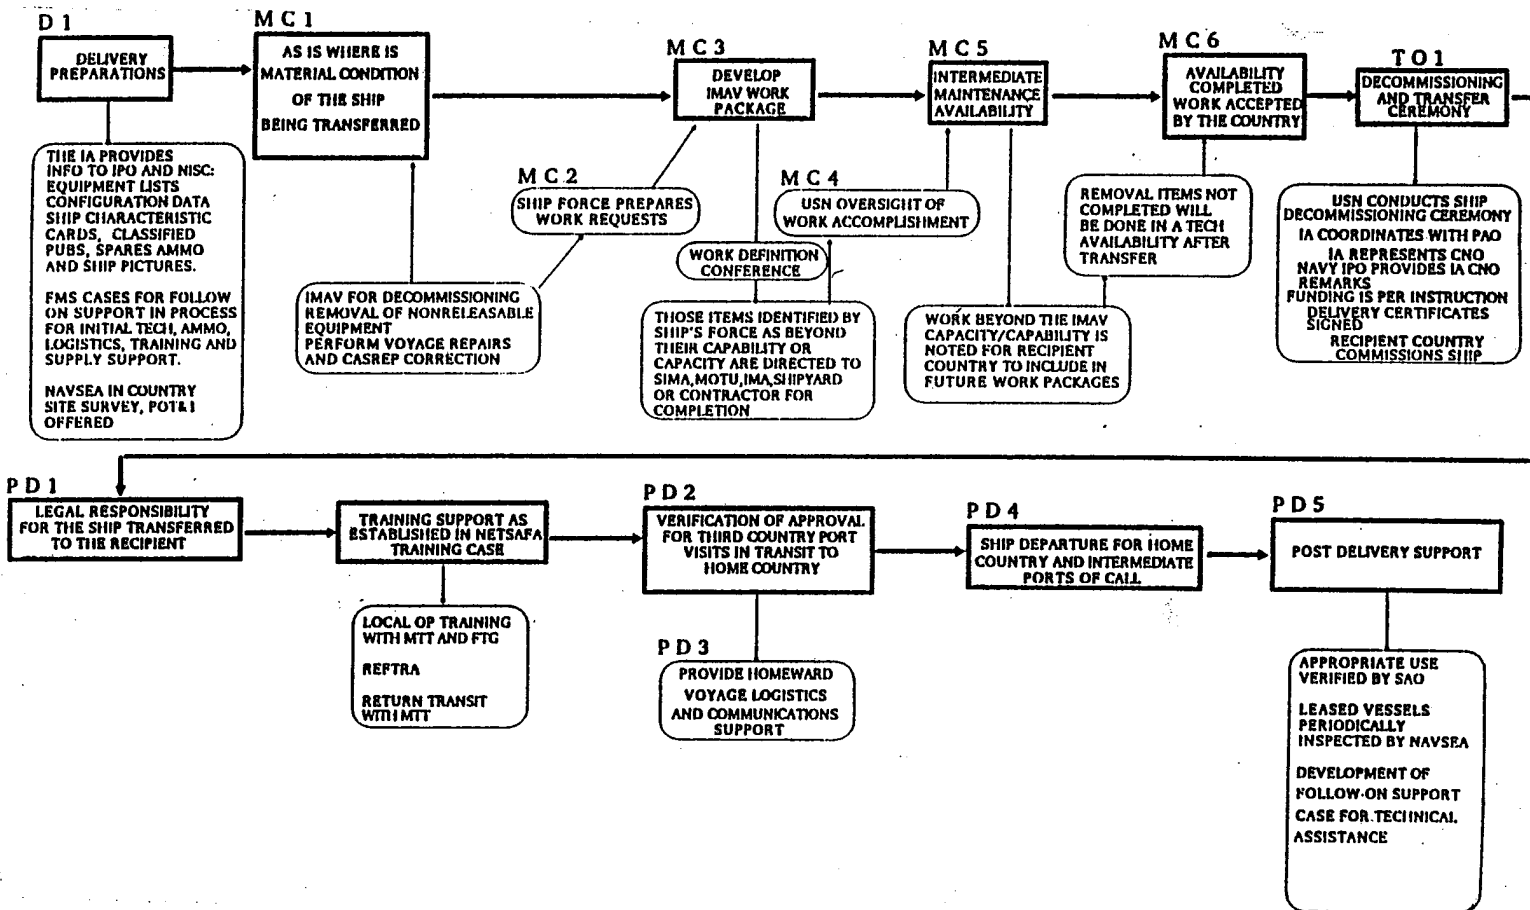 D 1
DELIVERY
PREPARATIONS
THE IA PROVIDES
INFO TO IPO AND NISC:
EQUIPMENT LISTS
CONFIGURATION DATA
SHIP CHARACTERISTIC
CARDS, CLASSIFIED
PUBS, SPARES AMMO
AND SHIP PICTURES.
FMS CASES FOR FOLLOW
ON SUPPORT IN PROCESS
FOR INITIAL TECH, AMMO,
LOGISTICS, TRAINING AND
SUPPLY SUPPORT.
NAVSEA IN COUNTRY
SITE SURVEY, POT&I
OFFERED
M C 1
AS IS WHERE IS
MATERIAL CONDITION
OF THE SHIP
BEING TRANSFERRED
IMAV FOR DECOMMISSIONING
REMOVAL OF NONRELEASABLE
EQUIPMENT
PERFORM VOYAGE REPAIRS
AND CASREP CORRECTION
M C 2
SHIP FORCE PREPARES
WORK REQUESTS
M C 3
DEVELOP
IMAV WORK
PACKAGE
WORK DEFINITION
CONFERENCE
THOSE ITEMS IDENTIFIED BY
SHIP'S FORCE AS BEYOND
THEIR CAPABILITY OR
CAPACITY ARE DIRECTED TO
SIMA,MOTU,IMA,SHIPYARD
OR CONTRACTOR FOR
COMPLETION
M C 4
USN OVERSIGHT OF
WORK ACCOMPLISHMENT
M C 5
INTERMEDIATE
MAINTENANCE
AVAILABILITY
WORK BEYOND THE IMAV
CAPACITY/CAPABILITY IS
NOTED FOR RECIPIENT
COUNTRY TO INCLUDE IN
FUTURE WORK PACKAGES
M C 6
AVAILABILITY
COMPLETED
WORK ACCEPTED
BY THE COUNTRY
REMOVAL ITEMS NOT
COMPLETED WILL
BE DONE IN A TECH
AVAILABILITY AFTER
TRANSFER
T O 1
DECOMMISSIONING
AND TRANSFER
CEREMONY
USN CONDUCTS SHIP
DECOMMISSIONING CEREMONY
IA COORDINATES WITH PAO
IA REPRESENTS CNO
NAVY IPO PROVIDES IA CNO
REMARKS
FUNDING IS PER INSTRUCTION
DELIVERY CERTIFICATES
SIGNED
RECIPIENT COUNTRY
COMMISSIONS SHIP
P D 1
LEGAL RESPONSIBILITY
FOR THE SHIP TRANSFERRED
TO THE RECIPIENT
TRAINING SUPPORT AS
ESTABLISHED IN NETSAFA
TRAINING CASE
LOCAL OP TRAINING
WITH MTT AND FTG
REFTRA
RETURN TRANSIT
WITH MTT
P D 2
VERIFICATION OF APPROVAL
FOR THIRD COUNTRY PORT
VISITS IN TRANSIT TO
HOME COUNTRY
P D 3
PROVIDE HOMEWARD
VOYAGE LOGISTICS
AND COMMUNICATIONS
SUPPORT
P D 4
SHIP DEPARTURE FOR HOME
COUNTRY AND INTERMEDIATE
PORTS OF CALL
P D 5
POST DELIVERY SUPPORT
APPROPRIATE USE
VERIFIED BY SAO
LEASED VESSELS
PERIODICALLY
INSPECTED BY NAVSEA
DEVELOPMENT OF
FOLLOW-ON SUPPORT
CASE FOR TECHNICAL
ASSISTANCE